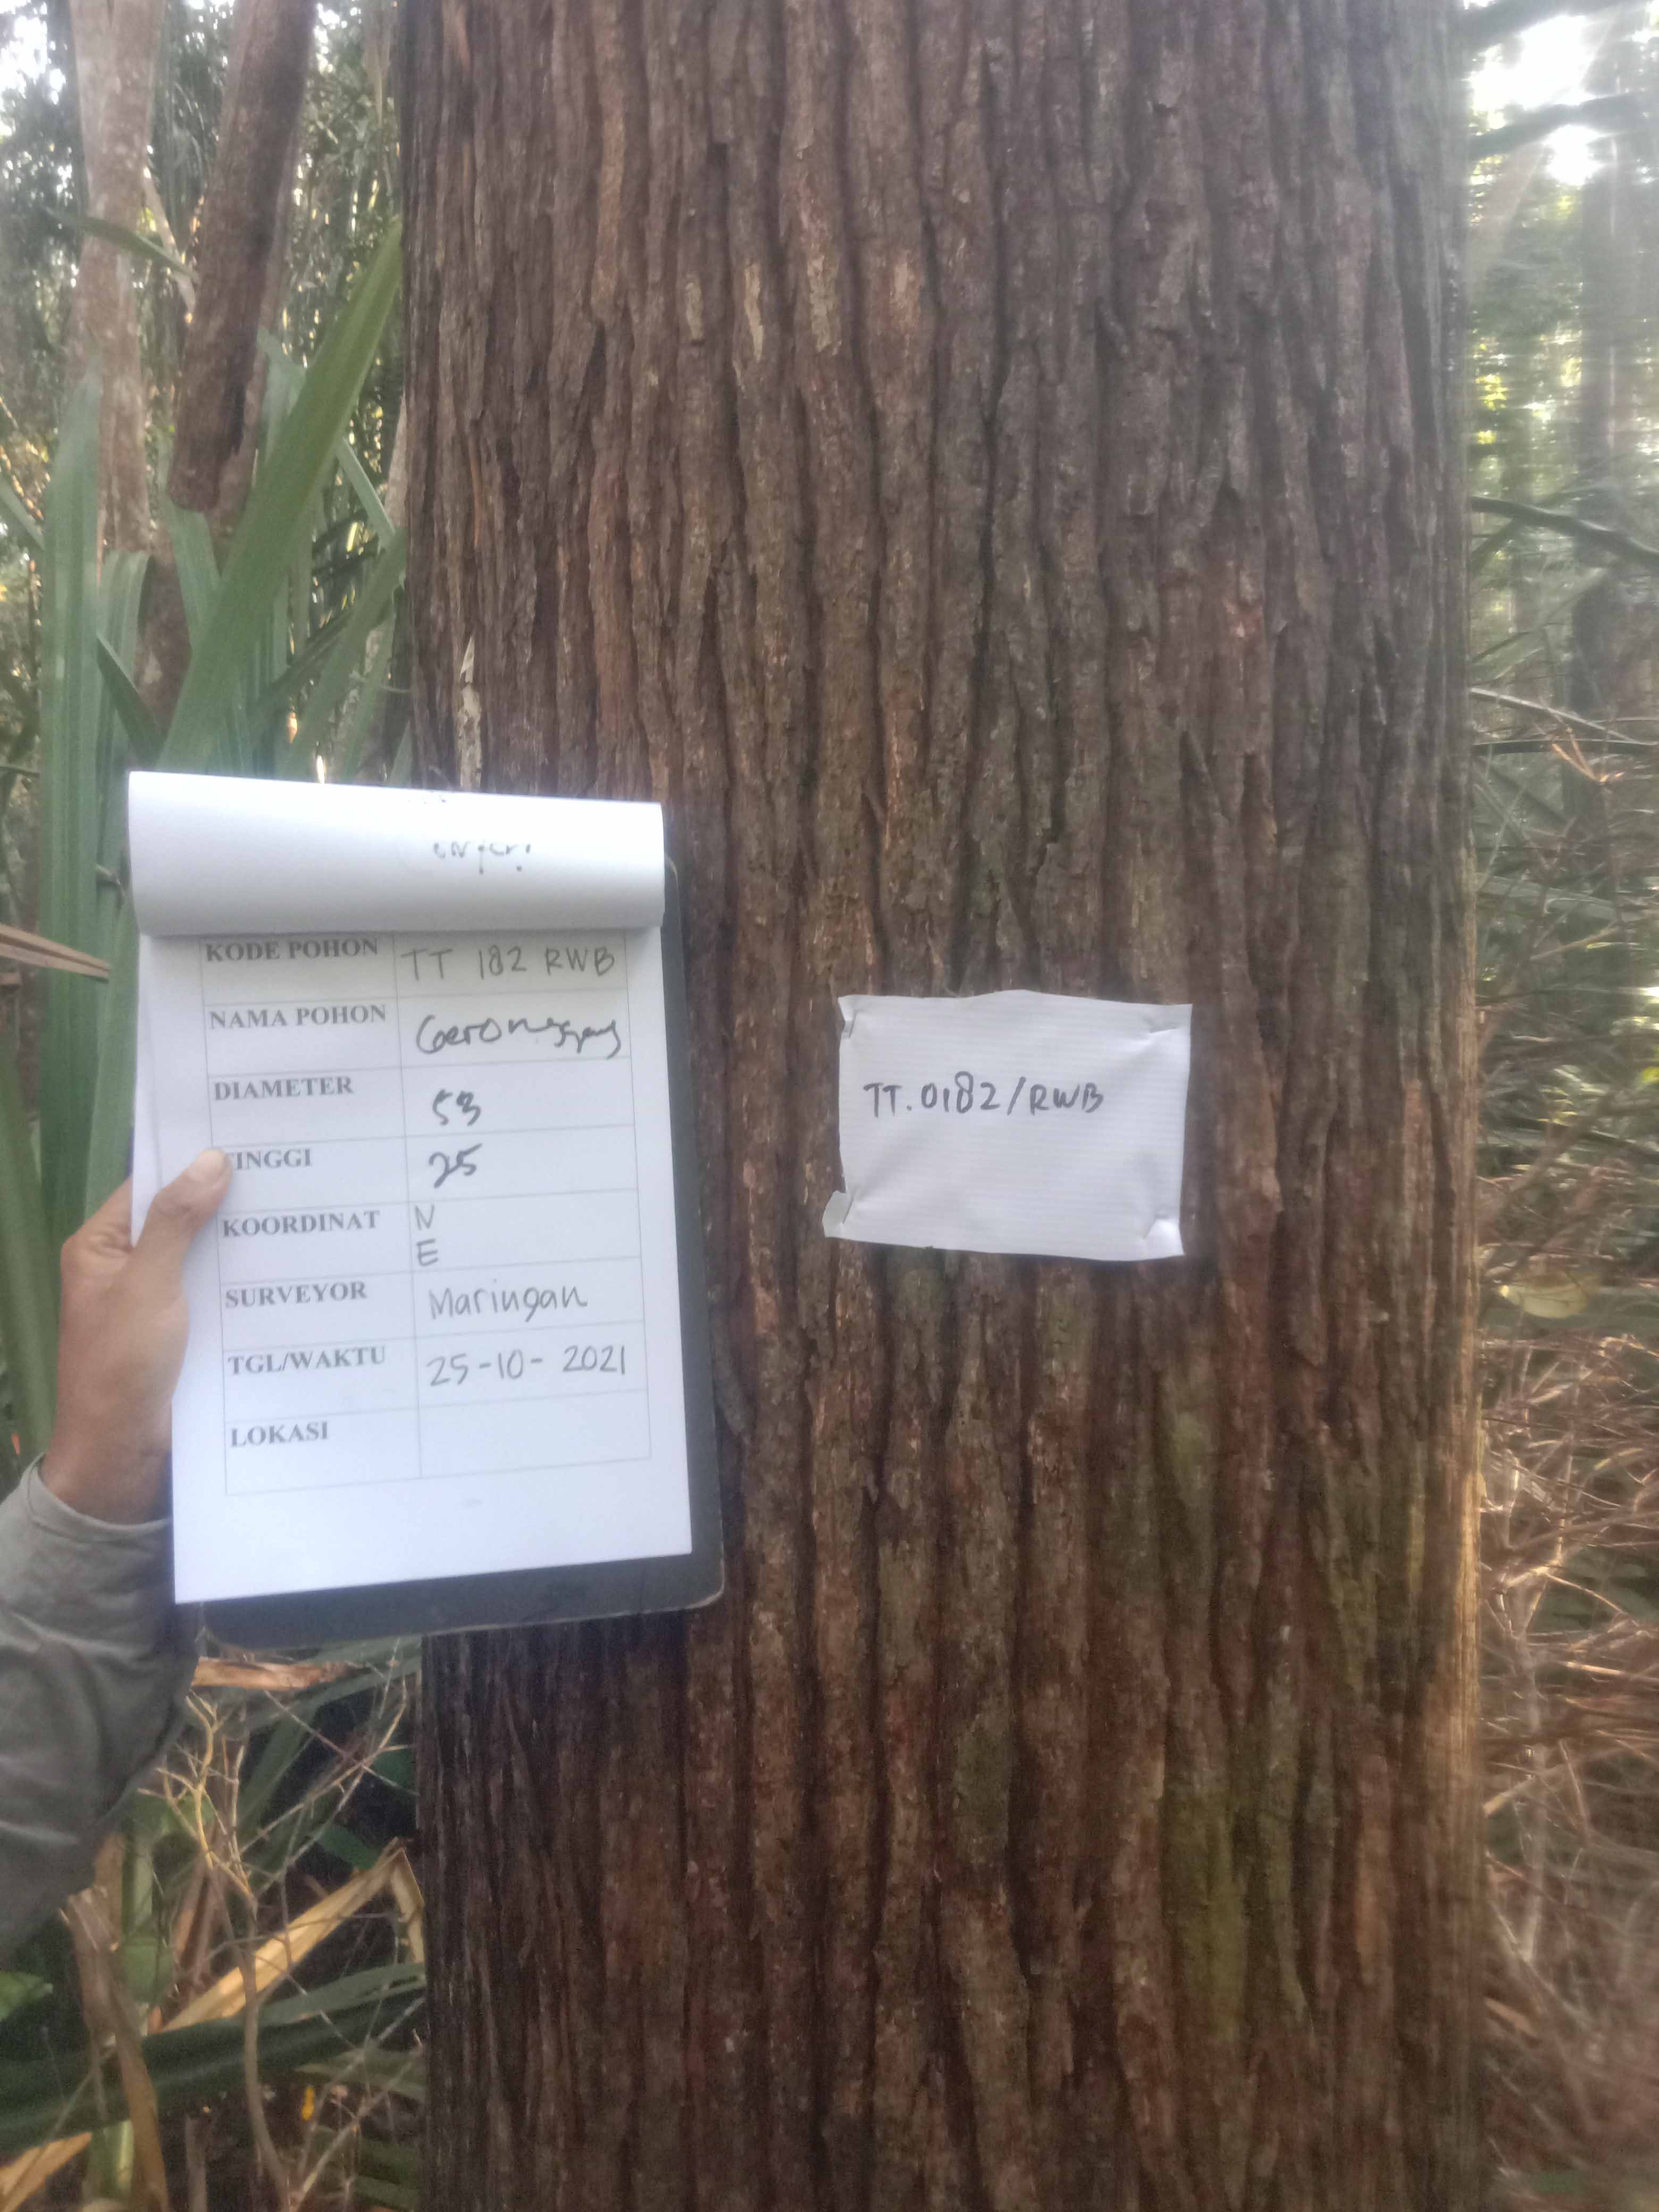 KODE POHON TT 182 RWB
NAMA POHON Geronggang
DIAMETER 53
TINGGI 25
KOORDINAT N
E
SURVEYOR Maringan
TGL/WAKTU 25-10-2021
LOKASI
TT.0182/RWB